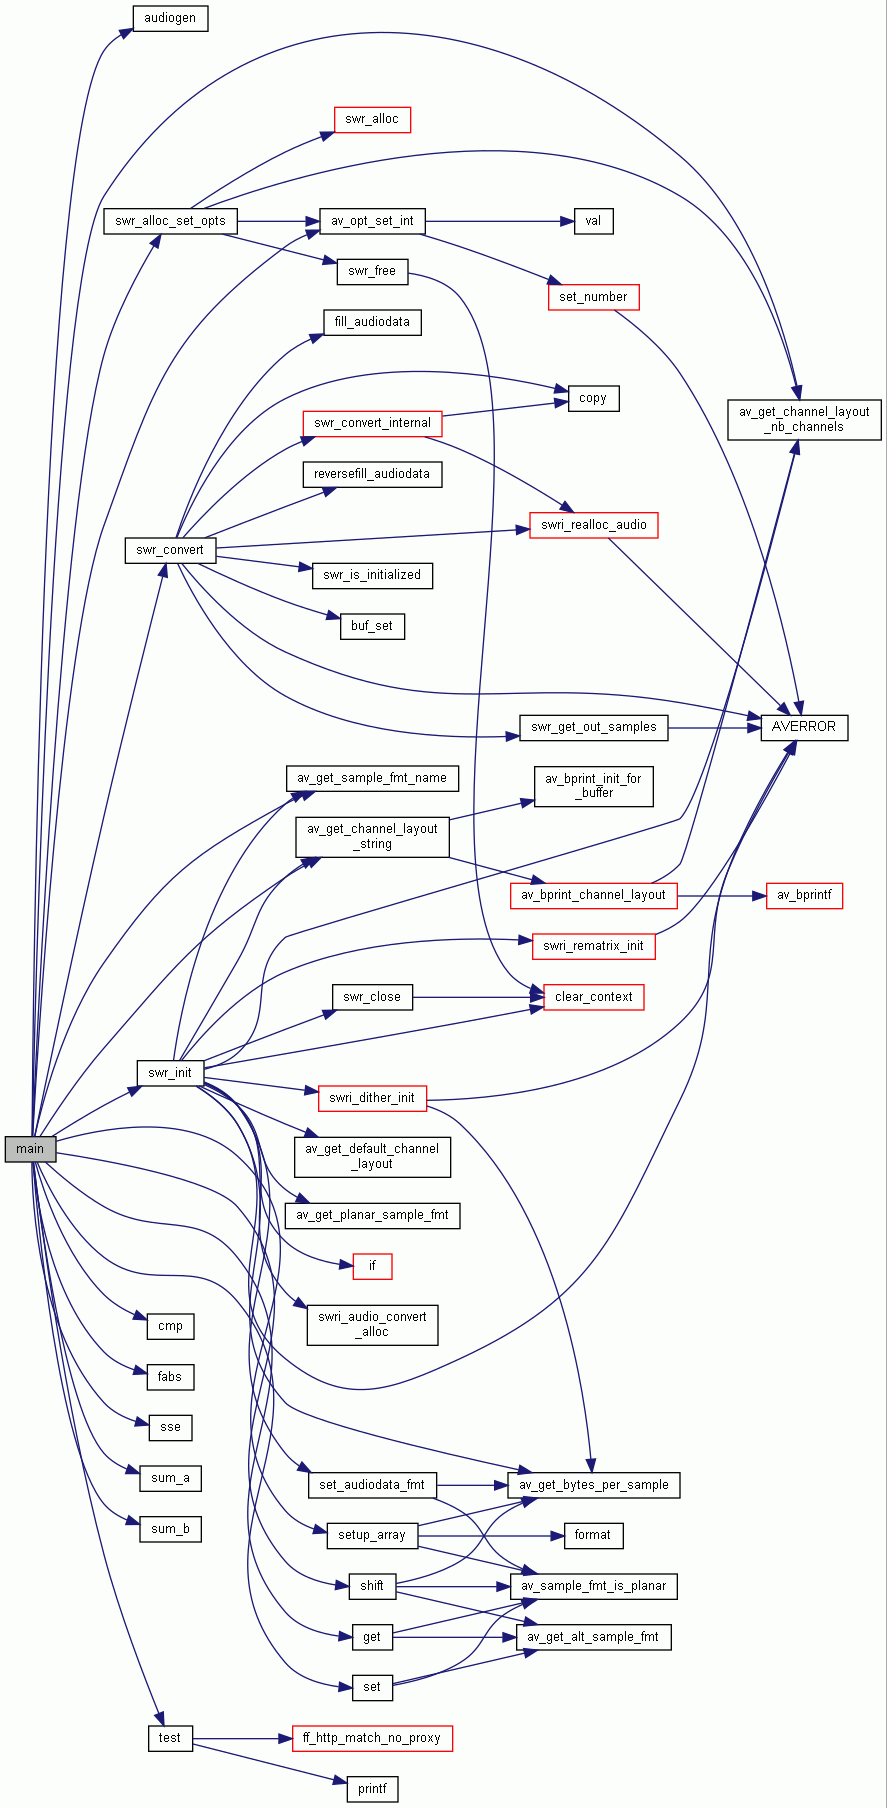 audiogen
swr_alloc
swr_alloc_set_opts
av_opt_set_int
val
swr_free
set_number
fill_audiodata
copy
av_get_channel_layout
_nb_channels
swr_convert_internal
reversefill_audiodata
swri_realloc_audio
swr_convert
swr_is_initialized
buf_set
swr_get_out_samples
AVERROR
av_get_sample_fmt_name
av_bprint_init_for
_buffer
av_get_channel_layout
_string
av_bprint_channel_layout
av_bprintf
swri_rematrix_init
swr_close
clear_context
swr_init
swri_dither_init
main
av_get_default_channel
_layout
av_get_planar_sample_fmt
if
swri_audio_convert
_alloc
cmp
fabs
sse
sum_a
set_audiodata_fmt
av_get_bytes_per_sample
sum_b
setup_array
format
shift
av_sample_fmt_is_planar
get
av_get_alt_sample_fmt
set
test
ff_http_match_no_proxy
printf